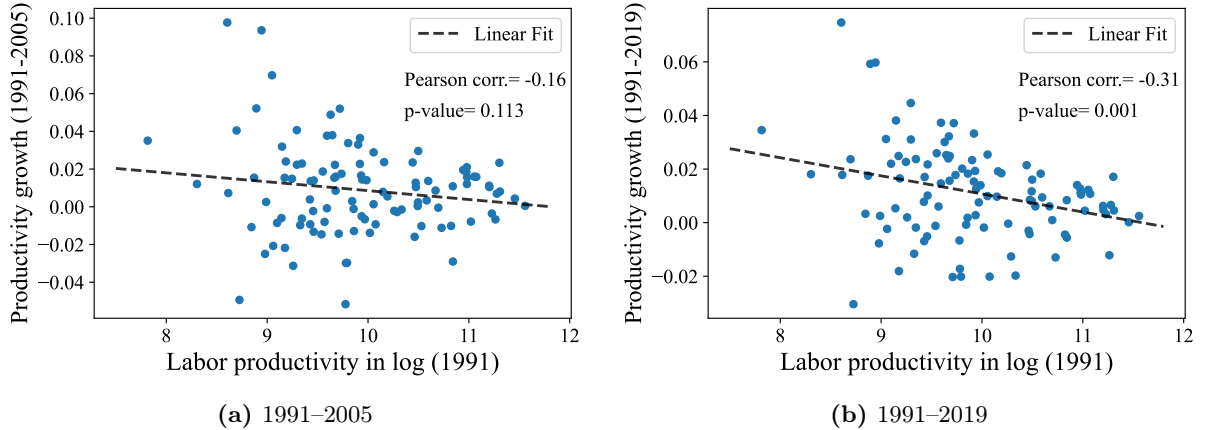 Productivity growth (1991-2005)
0.10
0.08
0.06
0.04
0.02
0.00
−0.02
−0.04
Linear Fit
Pearson corr.= -0.16
p-value= 0.113
8 9 10 11 12
Labor productivity in log (1991)
(a) 1991–2005
Productivity growth (1991-2019)
0.06
0.04
0.02
0.00
−0.02
Linear Fit
Pearson corr.= -0.31
p-value= 0.001
8 9 10 11 12
Labor productivity in log (1991)
(b) 1991–2019